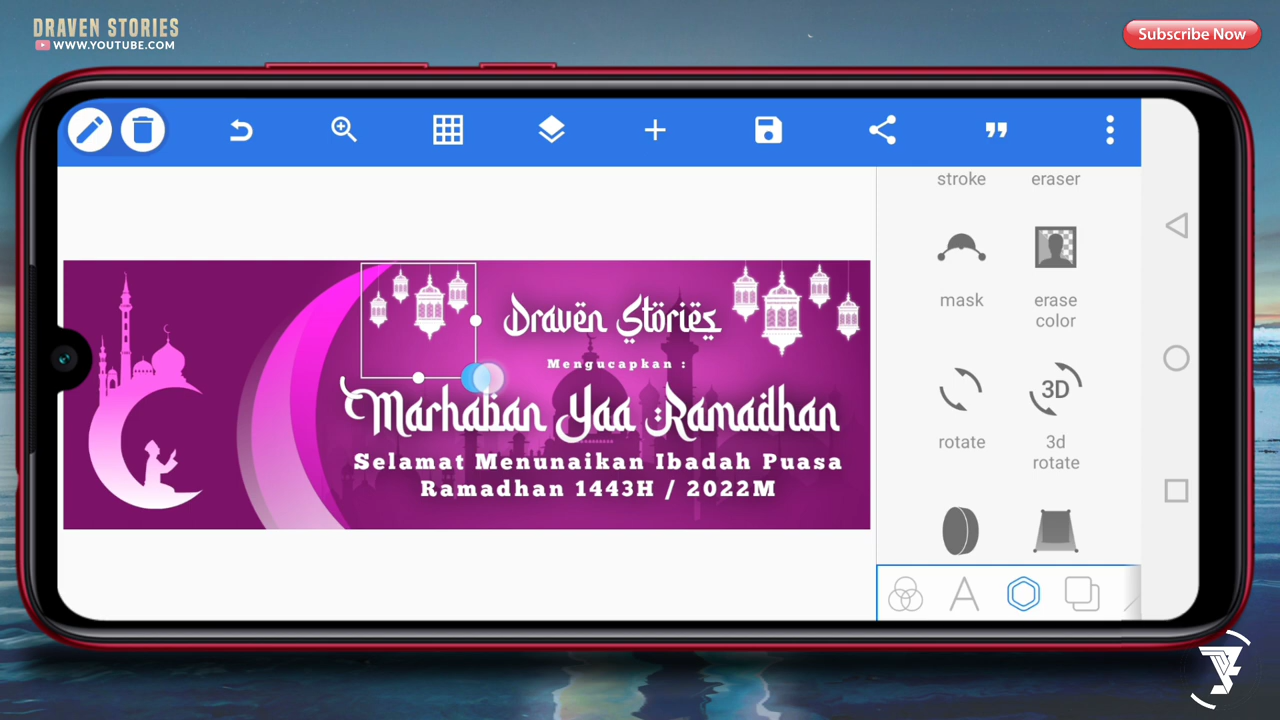 DRAVEN STORIES
WWW.YOUTUBE.COM
Subscribe Now
stroke
eraser
mask
erase
color
3D
rotate
3d
rotate
Draven Stories
Mengucapkan :
Marhaban Yaa Ramadhan
Selamat Menunaikan Ibadah Puasa
Ramadhan 1443H / 2022M